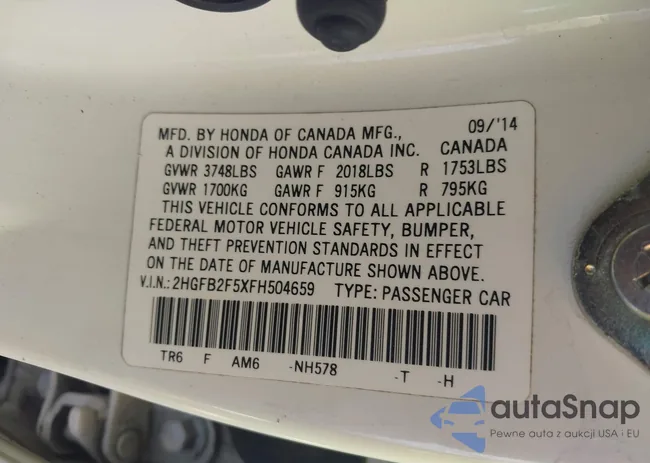 MFD. BY HONDA OF CANADA MFG., 09/'14
A DIVISION OF HONDA CANADA INC. CANADA
GVWR 3748LBS GAWR F 2018LBS R 1753LBS
GVWR 1700KG GAWR F 915KG R 795KG
THIS VEHICLE CONFORMS TO ALL APPLICABLE
FEDERAL MOTOR VEHICLE SAFETY, BUMPER,
AND THEFT PREVENTION STANDARDS IN EFFECT
ON THE DATE OF MANUFACTURE SHOWN ABOVE.
V.I.N.: 2HGFB2F5XFH504659 TYPE: PASSENGER CAR
TR6 F AM6 -NH578 -T -H
autaSnap
Pewne auta z aukcji USA i EU